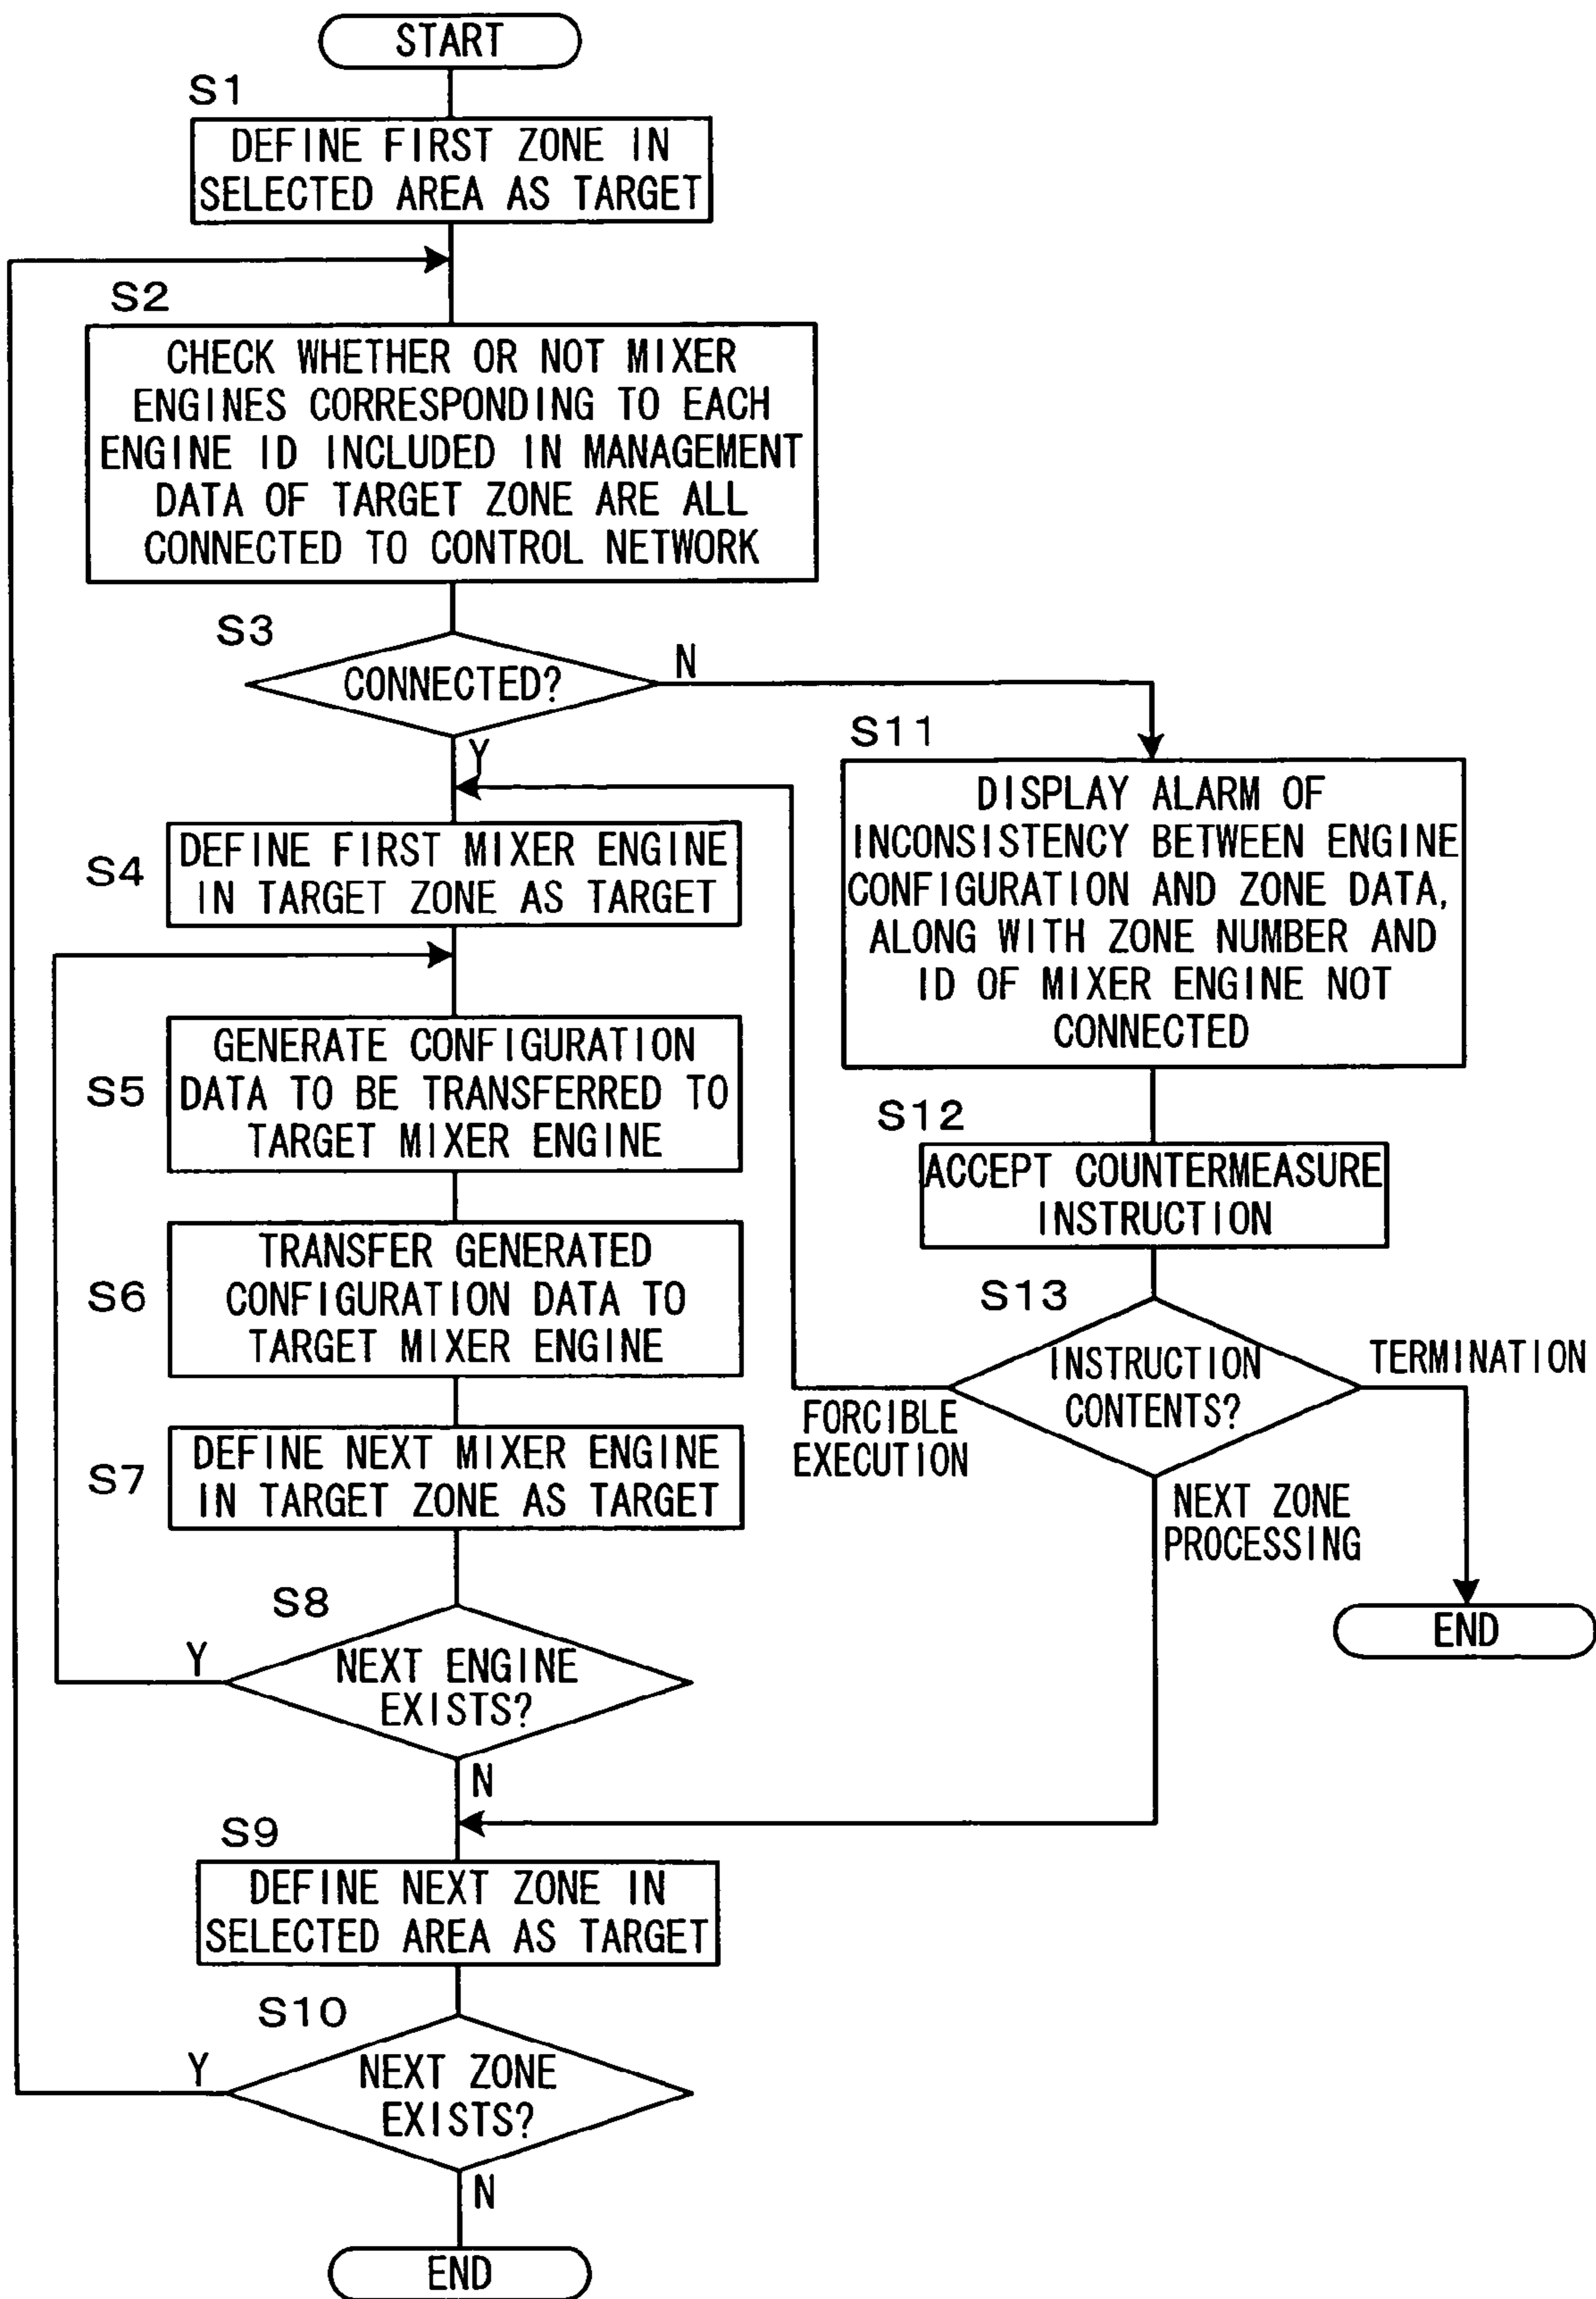 START
S1
DEFINE FIRST ZONE IN
SELECTED AREA AS TARGET
S2
CHECK WHETHER OR NOT MIXER
ENGINES CORRESPONDING TO EACH
ENGINE ID INCLUDED IN MANAGEMENT
DATA OF TARGET ZONE ARE ALL
CONNECTED TO CONTROL NETWORK
S3
CONNECTED?
N
Y
S4
DEFINE FIRST MIXER ENGINE
IN TARGET ZONE AS TARGET
S5
GENERATE CONFIGURATION
DATA TO BE TRANSFERRED TO
TARGET MIXER ENGINE
S6
TRANSFER GENERATED
CONFIGURATION DATA TO
TARGET MIXER ENGINE
S7
DEFINE NEXT MIXER ENGINE
IN TARGET ZONE AS TARGET
S8
NEXT ENGINE
EXISTS?
Y
N
S9
DEFINE NEXT ZONE IN
SELECTED AREA AS TARGET
S10
NEXT ZONE
EXISTS?
Y
N
END
S11
DISPLAY ALARM OF
INCONSISTENCY BETWEEN ENGINE
CONFIGURATION AND ZONE DATA,
ALONG WITH ZONE NUMBER AND
ID OF MIXER ENGINE NOT
CONNECTED
S12
ACCEPT COUNTERMEASURE
INSTRUCTION
S13
INSTRUCTION
CONTENTS?
TERMINATION
FORCIBLE
EXECUTION
NEXT ZONE
PROCESSING
END